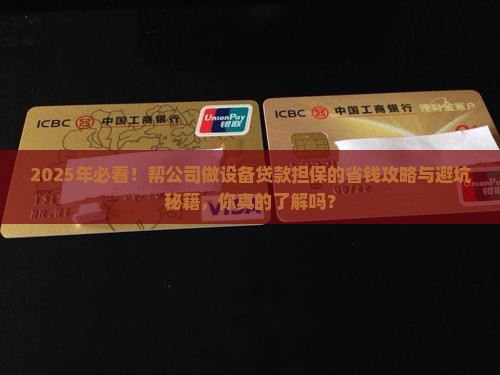 ICBC 中国工商银行
UnionPay
银联
VISA
ICBC 中国工商银行 理财金账户
2025年必看！帮公司做设备贷款担保的省钱攻略与避坑
秘籍，你真的了解吗？